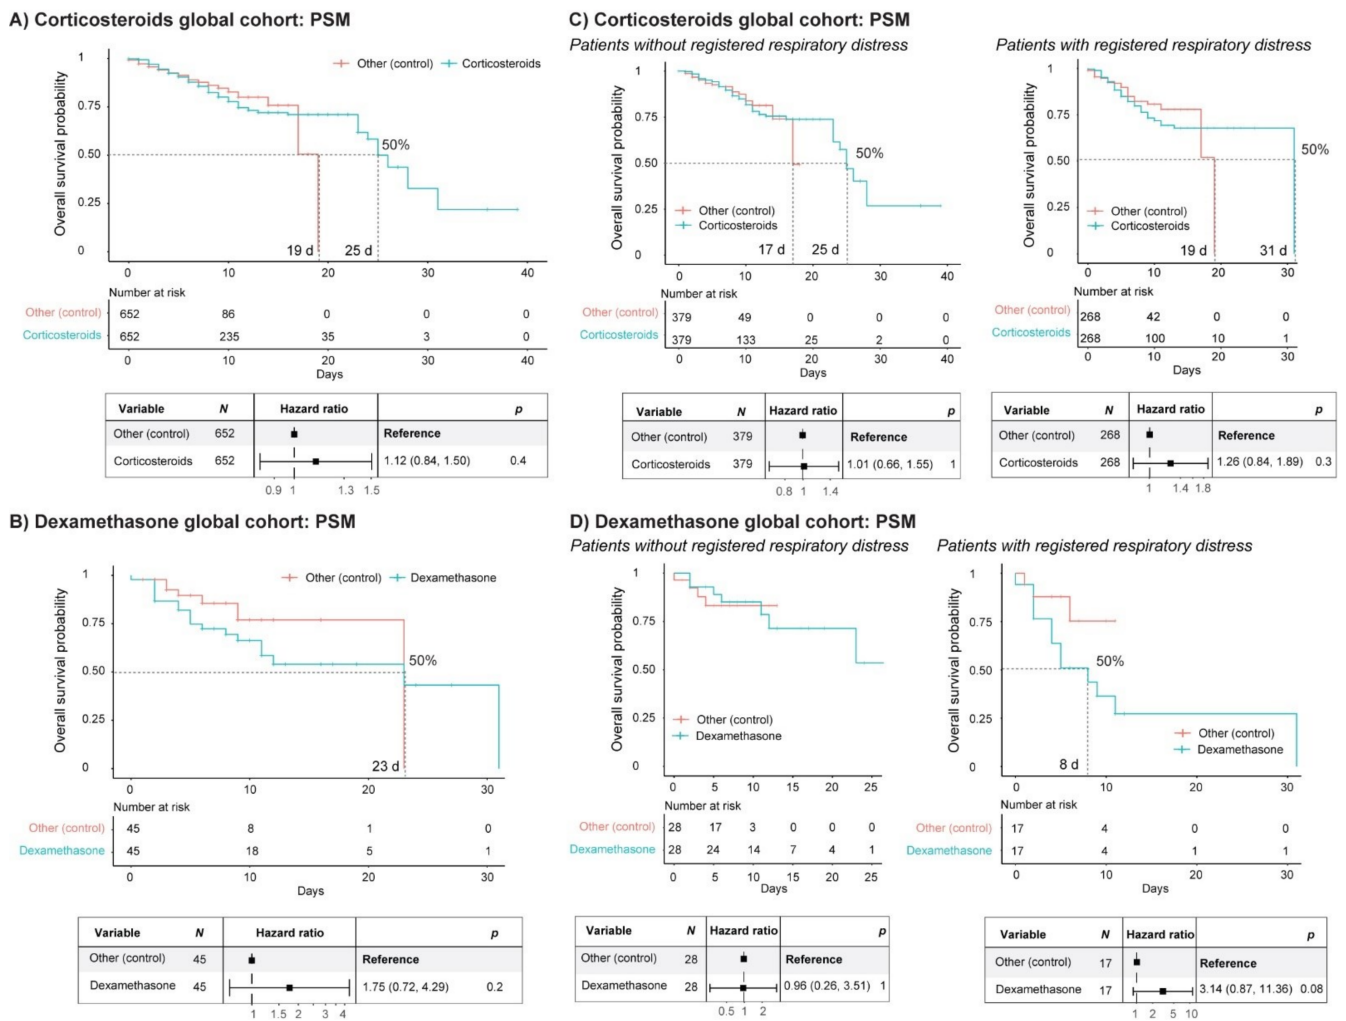 A) Corticosteroids global cohort: PSM
Overall survival probability
1
0.75
0.50
0.25
0
Other (control) Corticosteroids
50%
19 d 25 d
0 10 20 30 40
Number at risk
Other (control) 652 86 0 0 0
Corticosteroids 652 235 35 3 0
0 10 20 30 40
Days
Variable N Hazard ratio p
Other (control) 652 Reference
Corticosteroids 652 1.12 (0.84, 1.50) 0.4
0.9 1 1.3 1.5
C) Corticosteroids global cohort: PSM
Patients without registered respiratory distress
Overall survival probability
1
0.75
0.50
0.25
0
50%
Other (control)
Corticosteroids
17 d 25 d
0 10 20 30 40
Number at risk
Other (control) 379 49 0 0 0
Corticosteroids 379 133 25 2 0
0 10 20 30 40
Days
Variable N Hazard ratio p
Other (control) 379 Reference
Corticosteroids 379 1.01 (0.66, 1.55) 1
0.8 1 1.4
Patients with registered respiratory distress
Overall survival probability
1
0.75
0.50
0.25
0
50%
Other (control)
Corticosteroids
19 d 31 d
0 10 20 30
Number at risk
Other (control) 268 42 0 0
Corticosteroids 268 100 10 1
0 10 20 30
Days
Variable N Hazard ratio p
Other (control) 268 Reference
Corticosteroids 268 1.26 (0.84, 1.89) 0.3
1 1.4 1.8
B) Dexamethasone global cohort: PSM
Overall survival probability
1
0.75
0.50
0.25
0
Other (control) Dexamethasone
50%
23 d
0 10 20 30
Number at risk
Other (control) 45 8 1 0
Dexamethasone 45 18 5 1
0 10 20 30
Days
Variable N Hazard ratio p
Other (control) 45 Reference
Dexamethasone 45 1.75 (0.72, 4.29) 0.2
1 1.5 2 3 4
D) Dexamethasone global cohort: PSM
Patients without registered respiratory distress
Overall survival probability
1
0.75
0.50
0.25
0
Other (control)
Dexamethasone
0 5 10 15 20 25
Number at risk
Other (control) 28 17 3 0 0 0
Dexamethasone 28 24 14 7 4 1
0 5 10 15 20 25
Days
Variable N Hazard ratio p
Other (control) 28 Reference
Dexamethasone 28 0.96 (0.26, 3.51) 1
0.5 1 2
Patients with registered respiratory distress
Overall survival probability
1
0.75
0.50
0.25
0
50%
Other (control)
Dexamethasone
8 d
0 10 20 30
Number at risk
Other (control) 17 4 0 0
Dexamethasone 17 4 1 1
0 10 20 30
Days
Variable N Hazard ratio p
Other (control) 17 Reference
Dexamethasone 17 3.14 (0.87, 11.36) 0.08
1 2 5 10